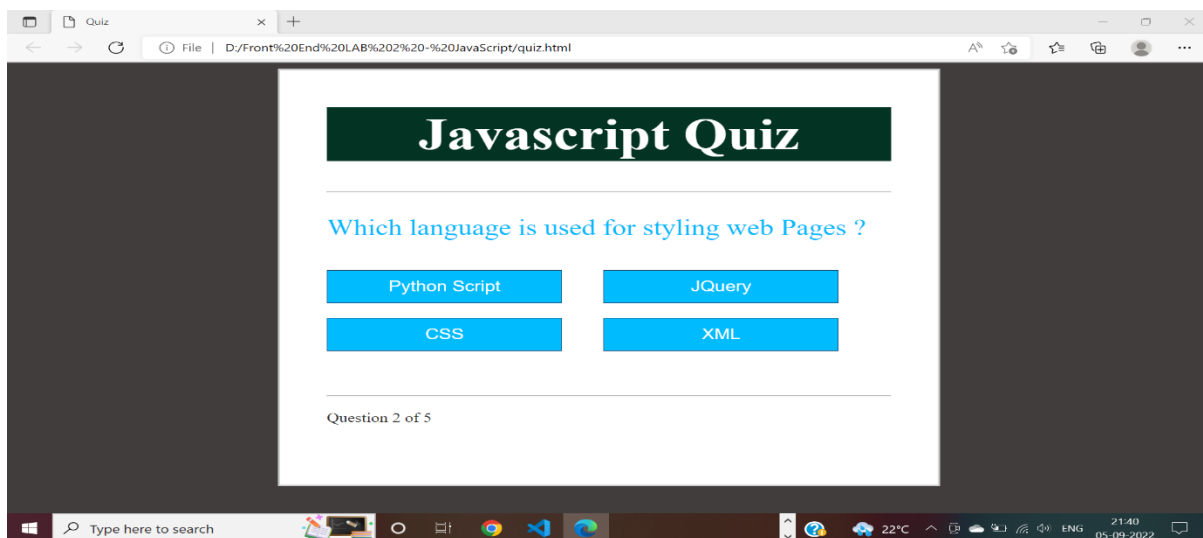 Quiz
File | D:/Front%20End%20LAB%202%20-%20JavaScript/quiz.html
Javascript Quiz
Which language is used for styling web Pages ?
Python Script JQuery
CSS XML
Question 2 of 5
Type here to search 22°C ENG 21:40
05-09-2022